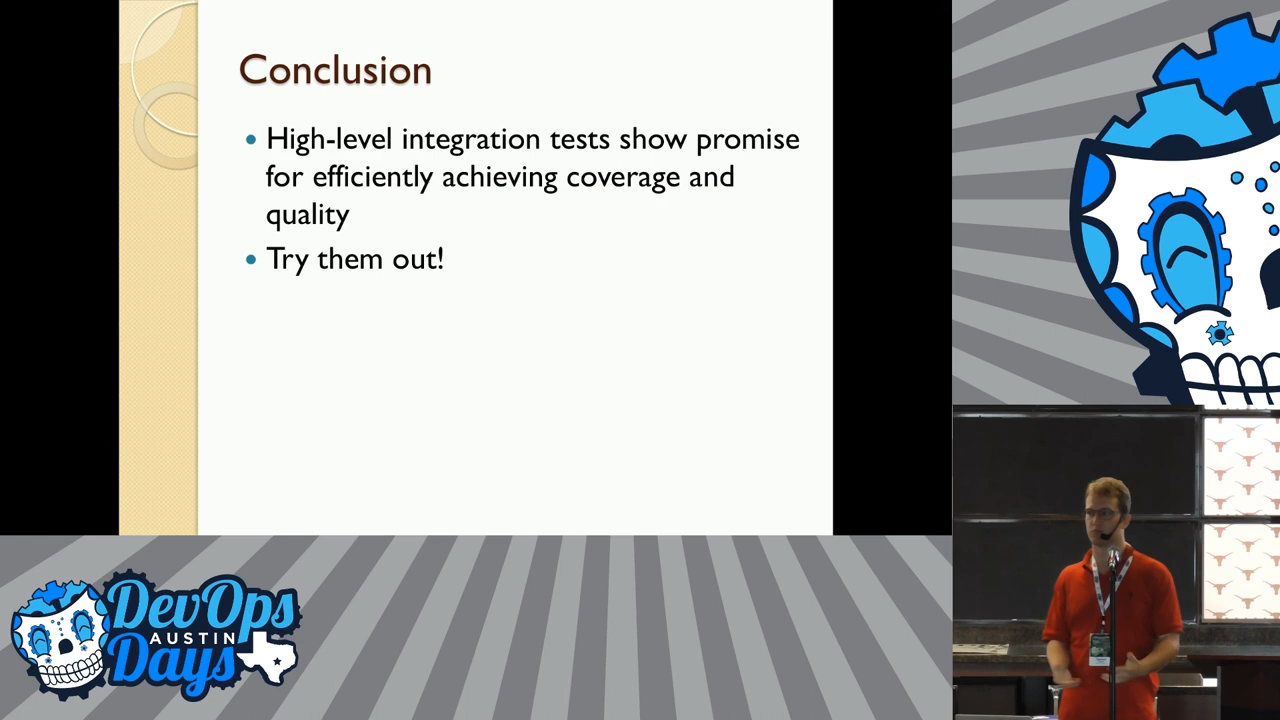 Conclusion
• High-level integration tests show promise
for efficiently achieving coverage and
quality
• Try them out!
DevOps
AUSTIN
Days